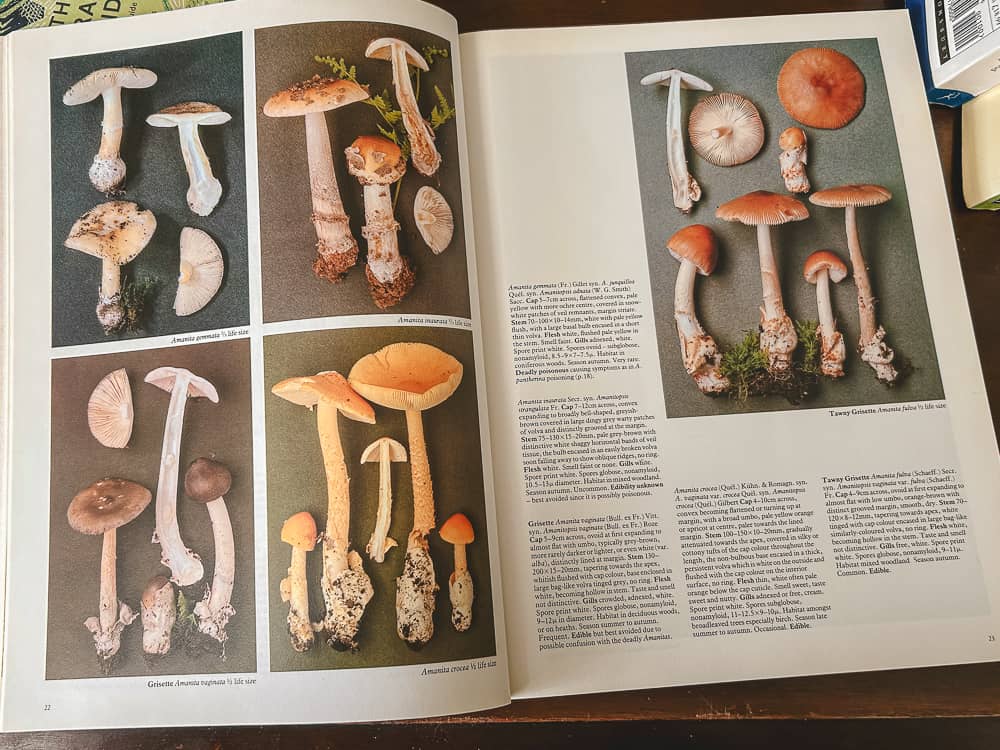 THE
RA
ND
uide
Amanita gemmata ⅔ life size
Amanita inaurata ⅔ life size
Grisette Amanita vaginata ½ life size
Amanita crocea ½ life size
22
Tawny Grisette Amanita fulva ½ life size
Amanita gemmata (Fr.) Gillet syn. A. junquillea
Quél. syn. Amanitopsis adnata (W. G. Smith)
Sacc. Cap 5–7cm across, flattened convex, pale
yellow with more ochre centre, covered in snow-
white patches of veil remnants, margin striate.
Stem 70–100×10–14mm, white with pale yellow
flush, with a large basal bulb encased in a short
thin volva. Flesh white, flushed pale yellow in
the stem. Smell faint. Gills adnexed, white.
Spore print white. Spores ovoid – subglobose,
nonamyloid, 8.5–9×7–7.5µ. Habitat in
coniferous woods. Season autumn. Very rare.
Deadly poisonous causing symptoms as in A.
pantherina poisoning (p.18).
Amanita inaurata Secr. syn. Amanitopsis
strangulata Fr. Cap 7–12cm across, convex
expanding to broadly bell-shaped, greyish-
brown covered in large dingy grey warty patches
of volva and distinctly grooved at the margin.
Stem 75–130×15–20mm, pale grey-brown with
distinctive white shaggy horizontal bands of veil
tissue, the bulb encased in an easily broken volva
soon falling away to show oblique ridges, no ring.
Flesh white. Smell faint or none. Gills white.
Spore print white. Spores globose, nonamyloid,
10.5–13µ diameter. Habitat in mixed woodland.
Season autumn. Uncommon. Edibility unknown
– best avoided since it is possibly poisonous.
Grisette Amanita vaginata (Bull. ex Fr.) Vitt.
syn. Amanitopsis vaginata (Bull. ex Fr.) Roze
Cap 5–9cm across, ovoid at first expanding to
almost flat with an umbo, typically grey-brown,
more rarely darker or lighter, or even white (var.
alba), distinctly lined at margin. Stem 130–
200×15–20mm, tapering towards the apex,
whitish flushed with cap colour, base enclosed in
large bag-like volva tinged grey, no ring. Flesh
white, becoming hollow in stem. Taste and smell
not distinctive. Gills crowded, adnexed, white.
Spore print white. Spores globose, nonamyloid,
9–12µ in diameter. Habitat in deciduous woods,
or on heaths. Season summer to autumn.
Frequent. Edible but best avoided due to
possible confusion with the deadly Amanitas.
Amanita crocea (Quél.) Kühn. & Romagn. syn.
A. vaginata var. crocea Quél. syn. Amanitopsis
crocea (Quél.) Gilbert Cap 4–10cm across,
convex becoming flattened or turning up at
margin, with a broad umbo, pale yellow orange
or apricot at centre, paler towards the lined
margin. Stem 100–150×10–20mm, gradually
attenuated towards the apex, covered in silky or
cottony tufts of the cap colour throughout the
length, the non-bulbous base encased in a thick,
persistent volva which is white on the outside and
flushed with the cap colour on the interior
surface, no ring. Flesh thin, white often pale
orange below the cap cuticle. Smell sweet, taste
sweet and nutty. Gills adnexed or free, cream.
Spore print white. Spores subglobose,
nonamyloid, 11–12.5×9–10µ. Habitat amongst
broadleaved trees especially birch. Season late
summer to autumn. Occasional. Edible.
Tawny Grisette Amanita fulva (Schaeff.) Secr.
syn. Amanitopsis vaginata var. fulva (Schaeff.)
Fr. Cap 4–9cm across, ovoid at first expanding to
almost flat with low umbo, orange-brown with
distinct grooved margin, smooth, dry. Stem 70–
120×8–12mm, tapering towards apex, white
tinged with cap colour encased in large bag-like
similarly-coloured volva, no ring. Flesh white,
becoming hollow in the stem. Taste and smell
not distinctive. Gills free, white. Spore print
white. Spores globose, nonamyloid, 9–11µ.
Habitat mixed woodland. Season autumn.
Common. Edible.
23